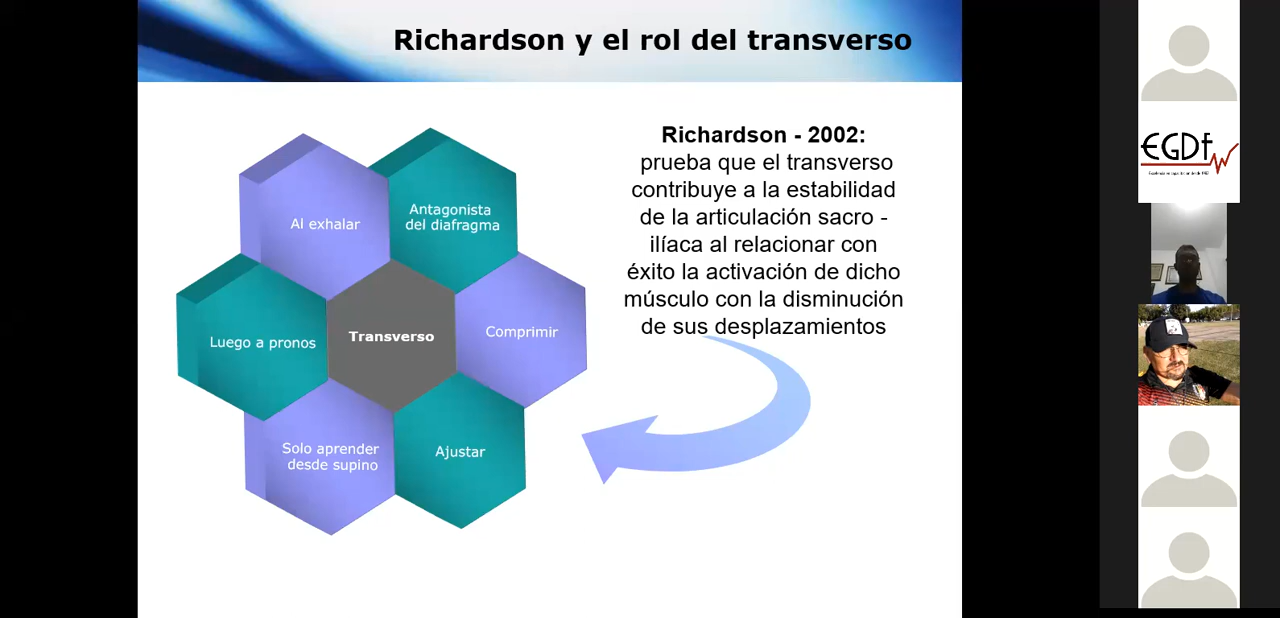 Richardson y el rol del transverso
Richardson - 2002:
prueba que el transverso
contribuye a la estabilidad
de la articulación sacro -
ilíaca al relacionar con
éxito la activación de dicho
músculo con la disminución
de sus desplazamientos
Al exhalar
Antagonista
del diafragma
Luego a pronos
Transverso
Comprimir
Solo aprender
desde supino
Ajustar
EGDf